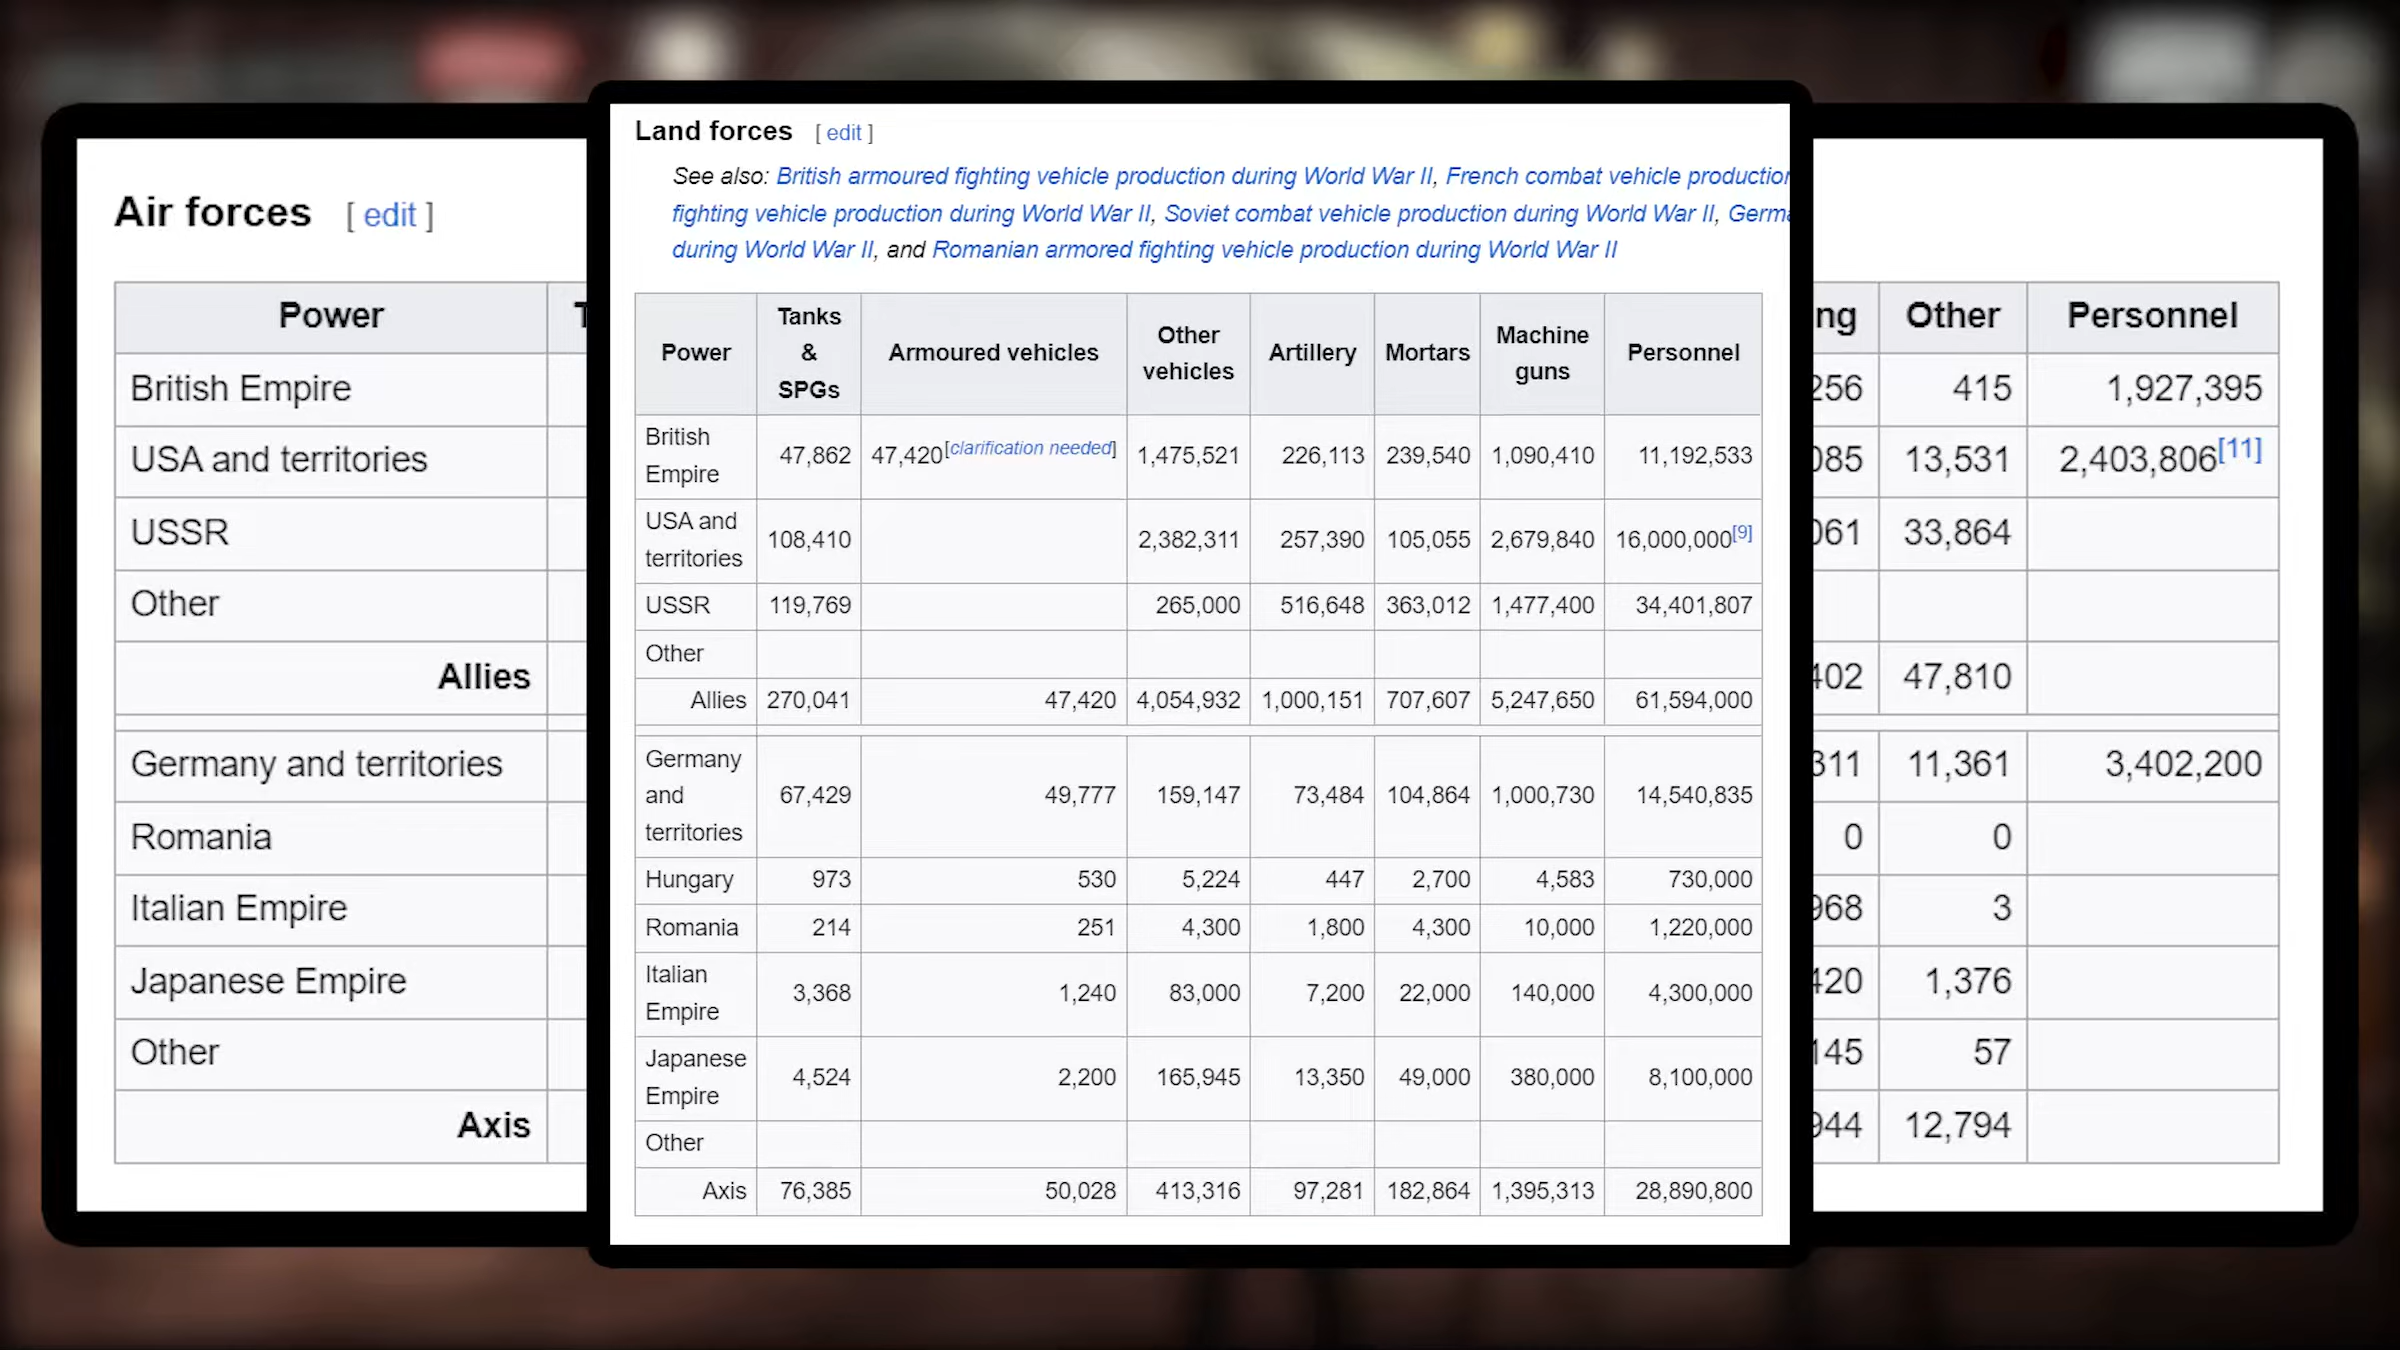 Air forces [ edit ]
Power
British Empire
USA and territories
USSR
Other
Allies
Germany and territories
Romania
Italian Empire
Japanese Empire
Other
Axis
Land forces [ edit ]
See also: British armoured fighting vehicle production during World War II, French combat vehicle production
fighting vehicle production during World War II, Soviet combat vehicle production during World War II, Germa
during World War II, and Romanian armored fighting vehicle production during World War II
Power Tanks & SPGs Armoured vehicles Other vehicles Artillery Mortars Machine guns Personnel
British Empire 47,862 47,420[clarification needed] 1,475,521 226,113 239,540 1,090,410 11,192,533
USA and territories 108,410 2,382,311 257,390 105,055 2,679,840 16,000,000[9]
USSR 119,769 265,000 516,648 363,012 1,477,400 34,401,807
Other
Allies 270,041 47,420 4,054,932 1,000,151 707,607 5,247,650 61,594,000
Germany and territories 67,429 49,777 159,147 73,484 104,864 1,000,730 14,540,835
Hungary 973 530 5,224 447 2,700 4,583 730,000
Romania 214 251 4,300 1,800 4,300 10,000 1,220,000
Italian Empire 3,368 1,240 83,000 7,200 22,000 140,000 4,300,000
Japanese Empire 4,524 2,200 165,945 13,350 49,000 380,000 8,100,000
Other
Axis 76,385 50,028 413,316 97,281 182,864 1,395,313 28,890,800
ng Other Personnel
256 415 1,927,395
085 13,531 2,403,806[11]
061 33,864
402 47,810
311 11,361 3,402,200
0 0
968 3
420 1,376
145 57
944 12,794